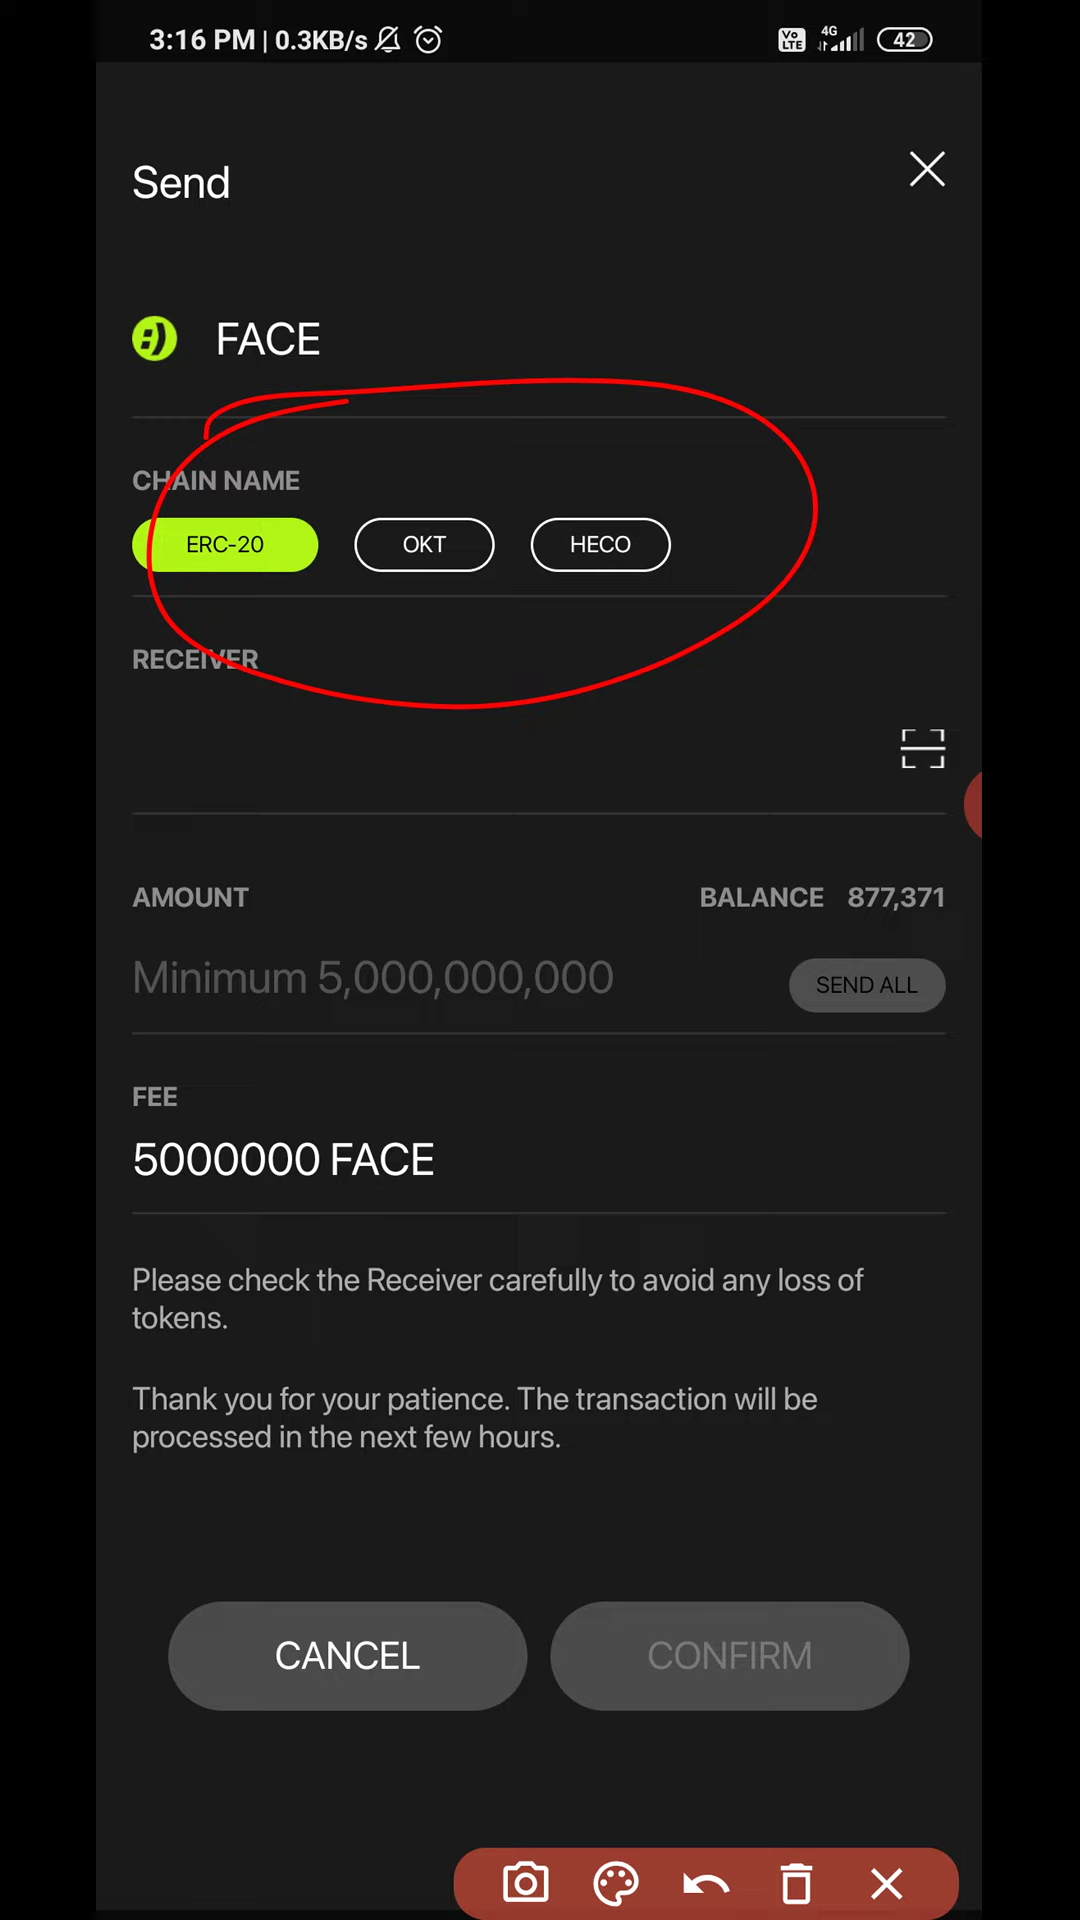 3:16 PM | 0.3KB/s Vo LTE 4G 42
Send
:) FACE
CHAIN NAME
ERC-20 OKT HECO
RECEIVER
AMOUNT BALANCE 877,371
Minimum 5,000,000,000 SEND ALL
FEE
5000000 FACE
Please check the Receiver carefully to avoid any loss of
tokens.
Thank you for your patience. The transaction will be
processed in the next few hours.
CANCEL CONFIRM